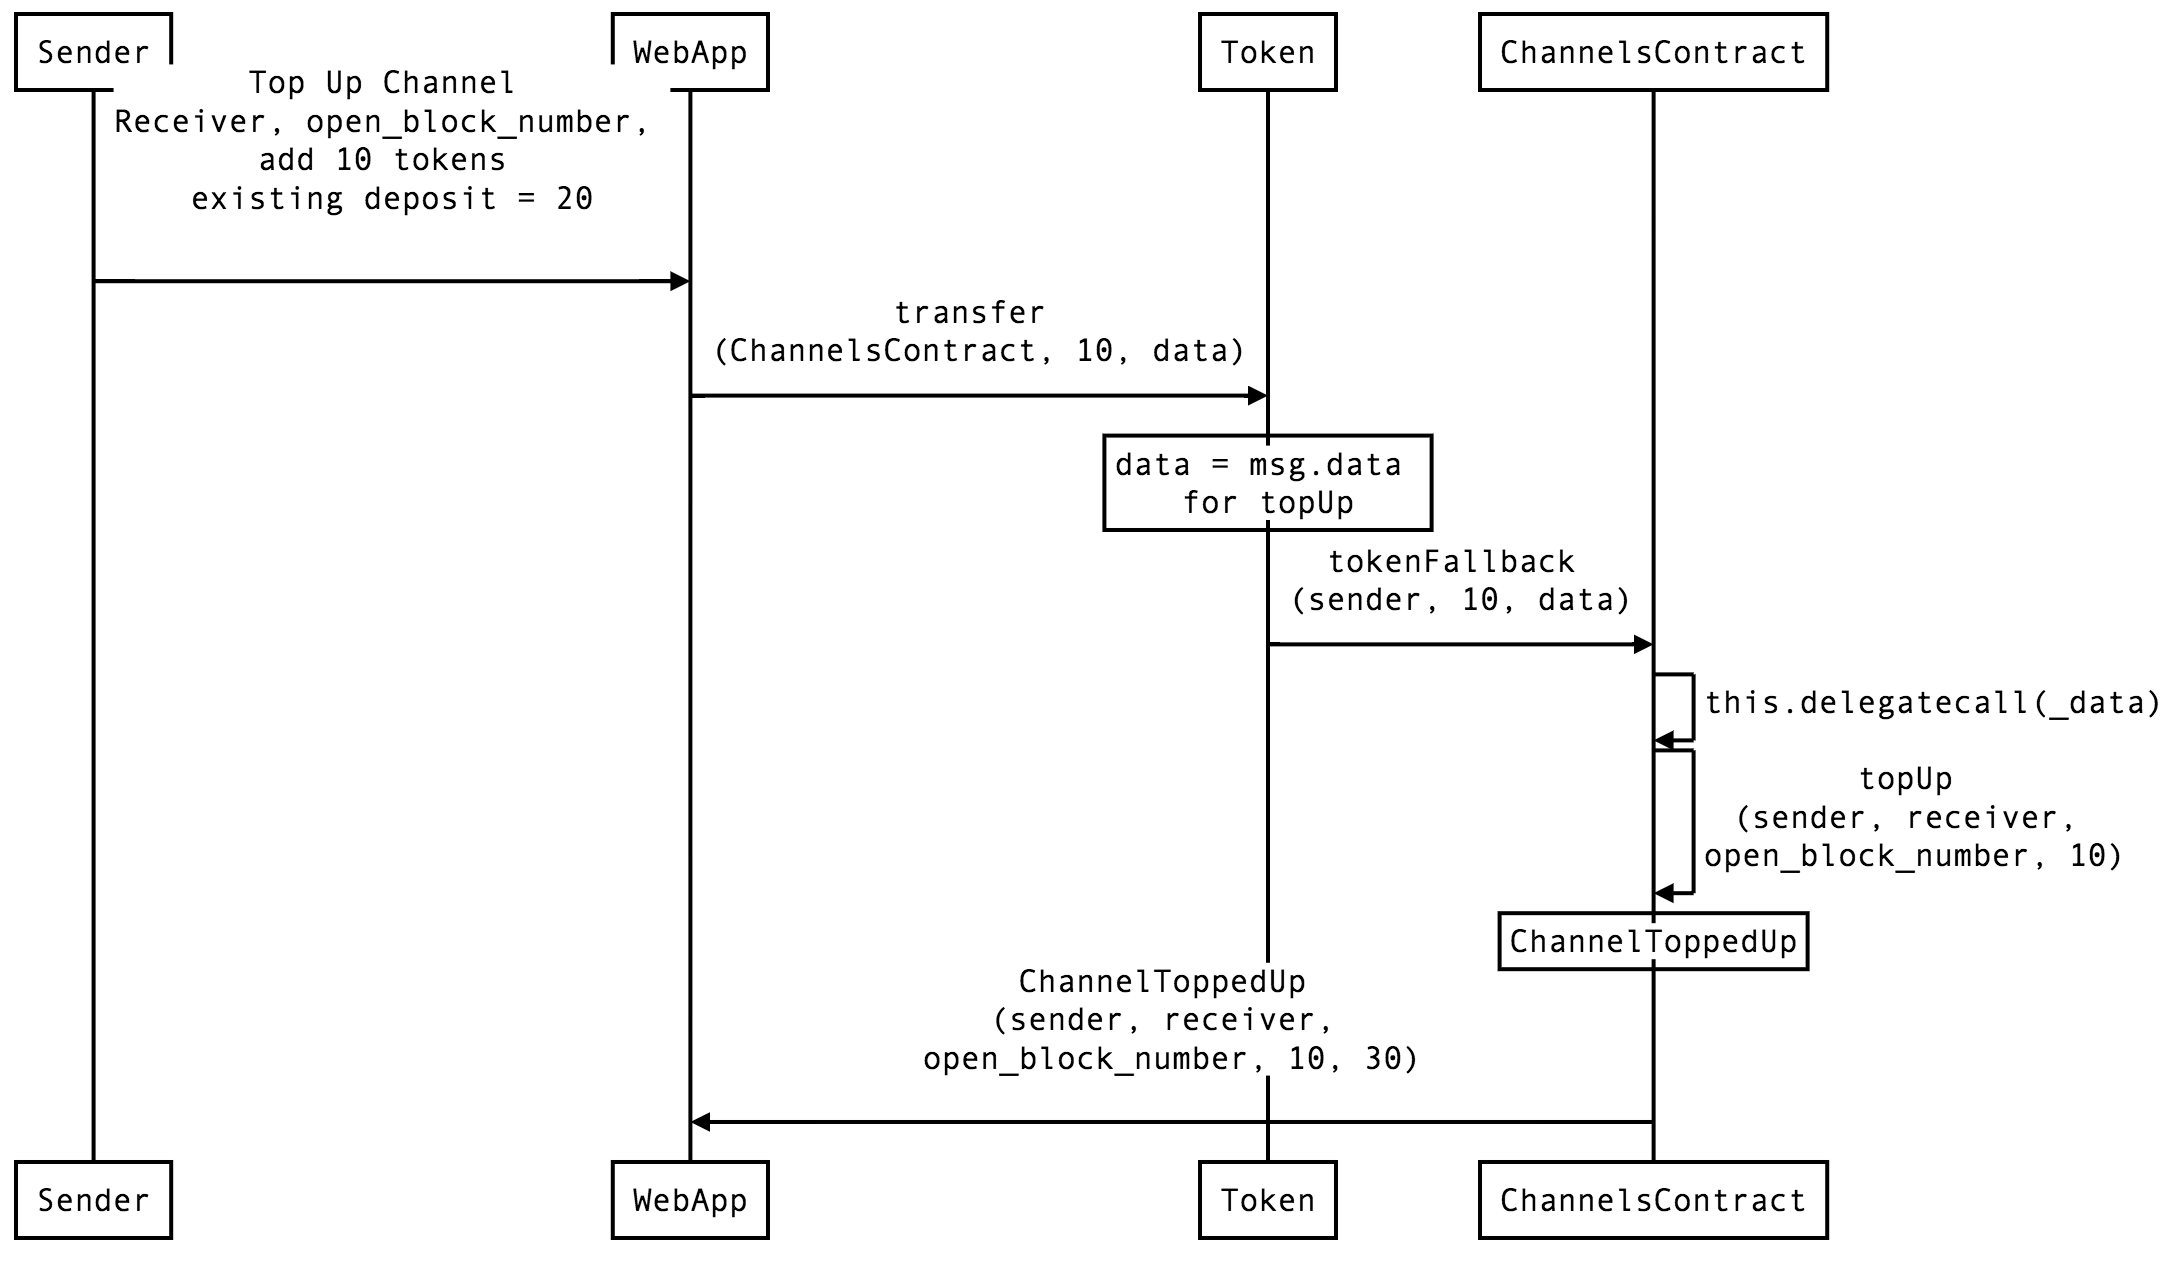 Sender
WebApp
Token
ChannelsContract
Top Up Channel
Receiver, open_block_number,
add 10 tokens
existing deposit = 20
transfer
(ChannelsContract, 10, data)
data = msg.data
for topUp
tokenFallback
(sender, 10, data)
this.delegatecall(_data)
topUp
(sender, receiver,
open_block_number, 10)
ChannelToppedUp
ChannelToppedUp
(sender, receiver,
open_block_number, 10, 30)
Sender
WebApp
Token
ChannelsContract